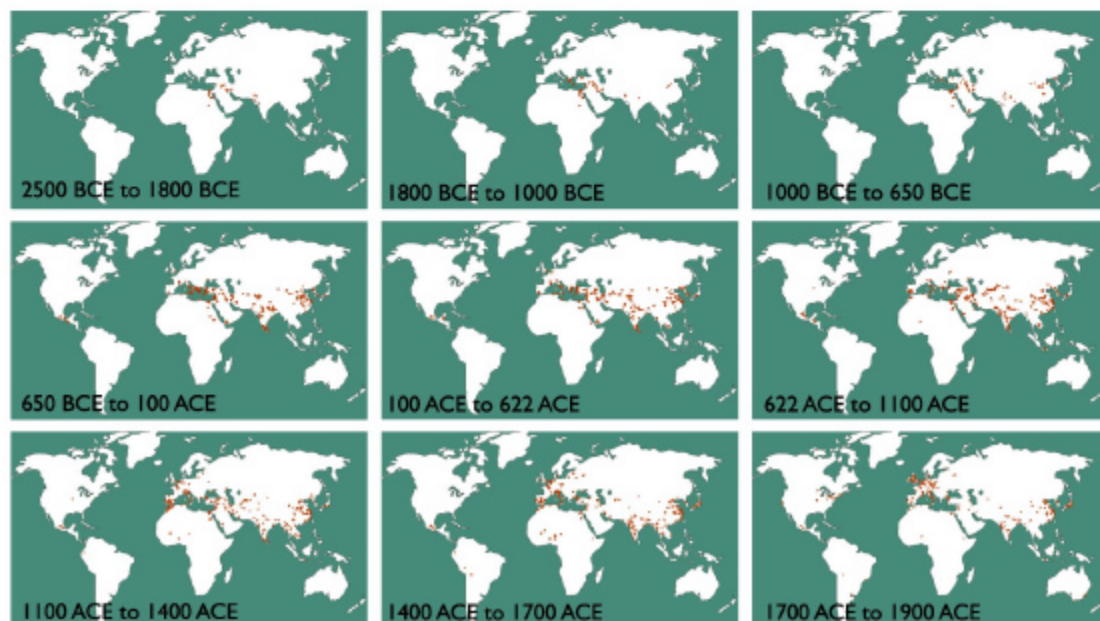 2500 BCE to 1800 BCE
1800 BCE to 1000 BCE
1000 BCE to 650 BCE
650 BCE to 100 ACE
100 ACE to 622 ACE
622 ACE to 1100 ACE
1100 ACE to 1400 ACE
1400 ACE to 1700 ACE
1700 ACE to 1900 ACE